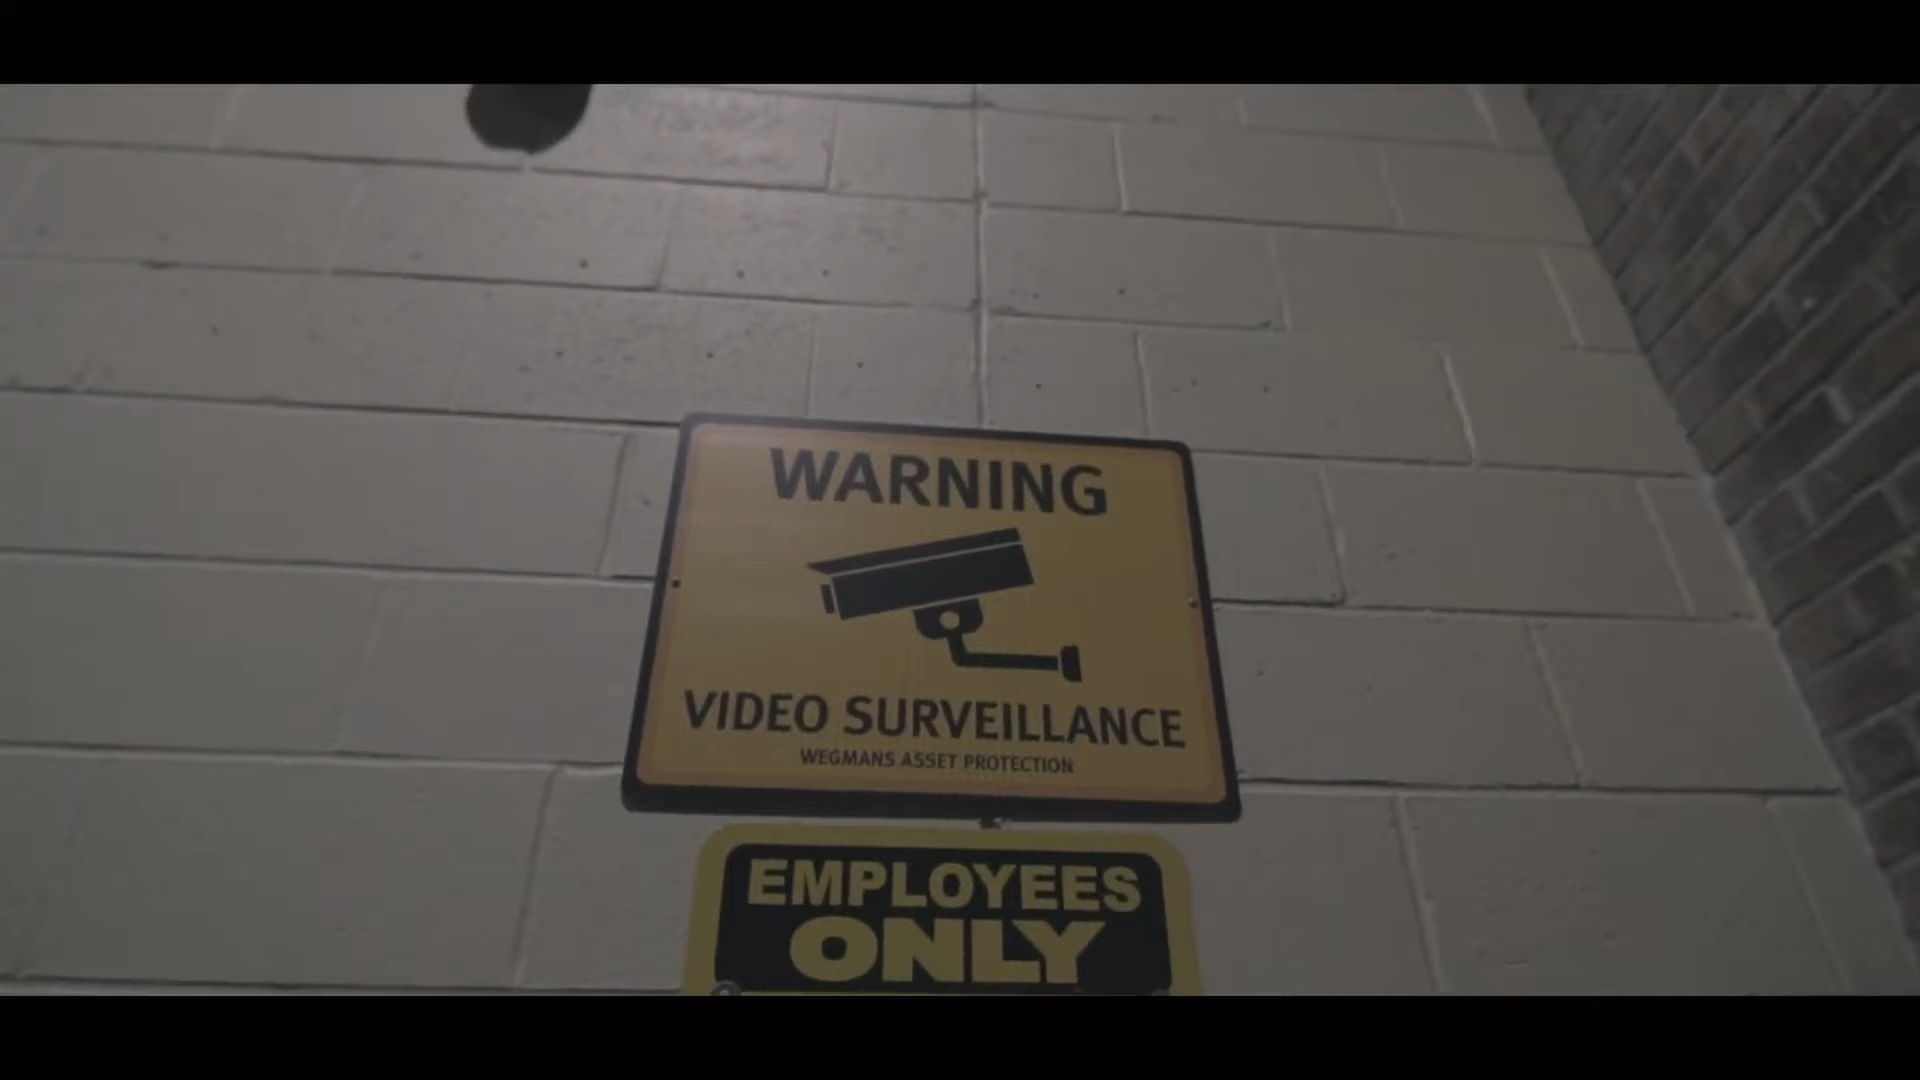 WARNING
VIDEO SURVEILLANCE
WEGMANS ASSET PROTECTION
EMPLOYEES
ONLY